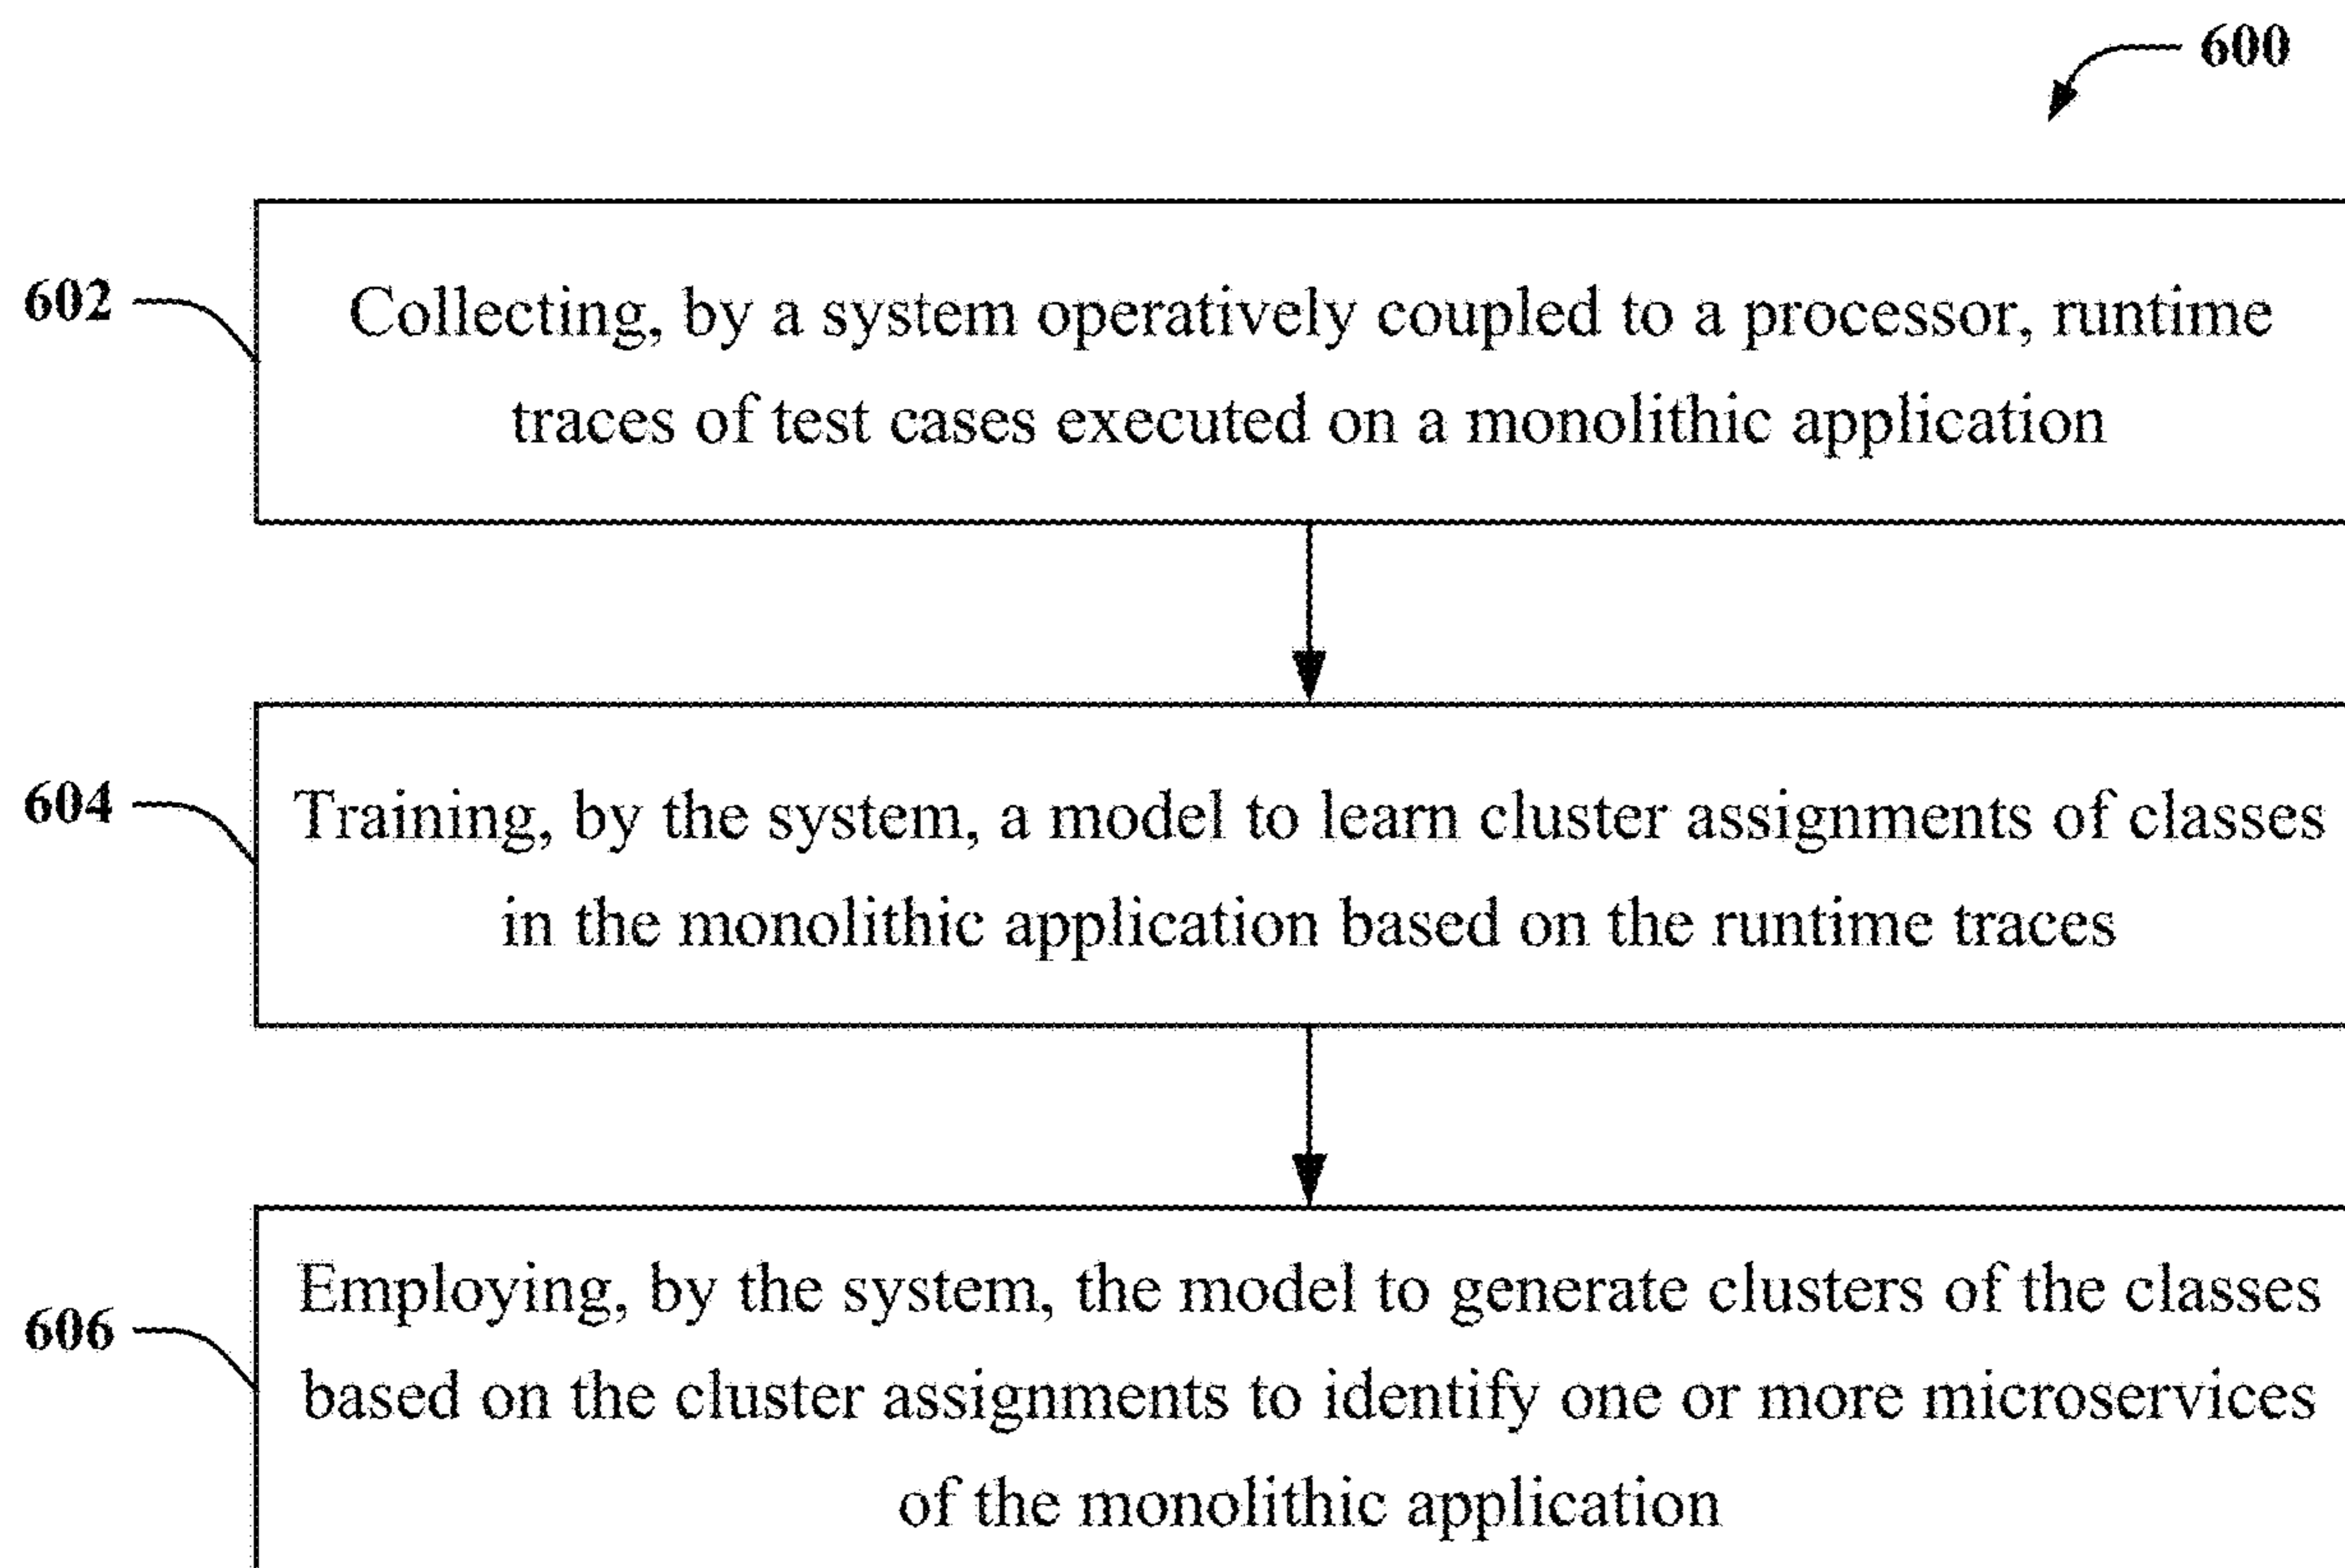 600
602
Collecting, by a system operatively coupled to a processor, runtime
traces of test cases executed on a monolithic application
604
Training, by the system, a model to learn cluster assignments of classes
in the monolithic application based on the runtime traces
606
Employing, by the system, the model to generate clusters of the classes
based on the cluster assignments to identify one or more microservices
of the monolithic application